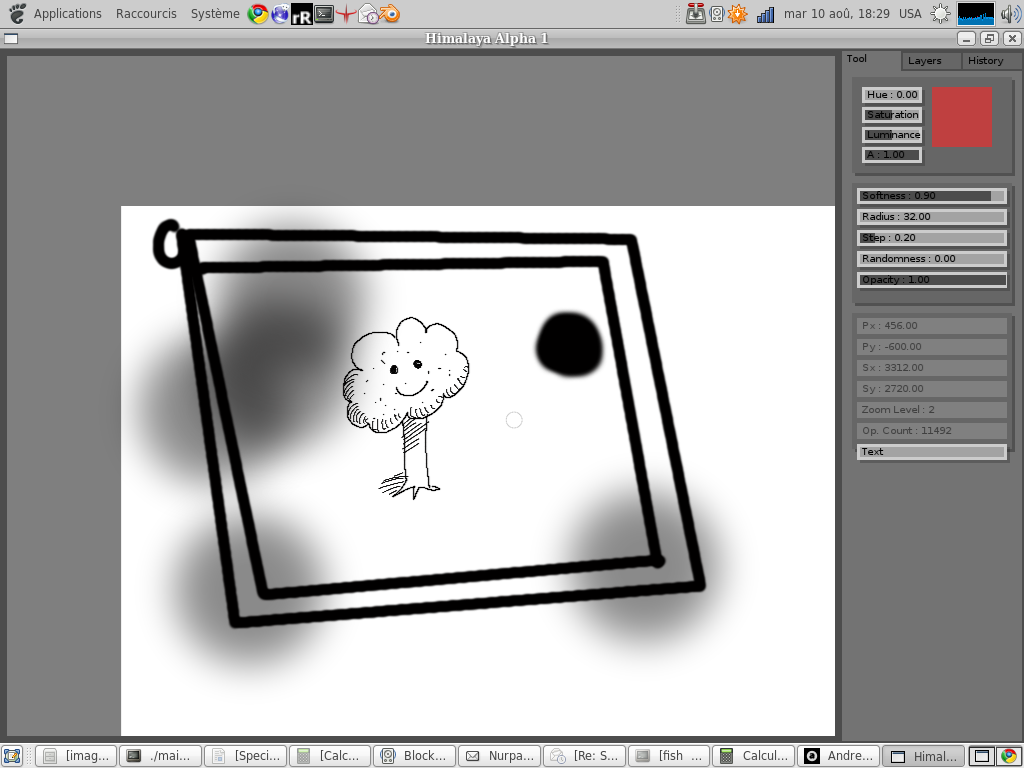 Applications Raccourcis Système rR mar 10 aoû, 18:29 USA
Himalaya Alpha 1
Tool Layers History
Hue : 0.00
Saturation
Luminance
A : 1.00
Softness : 0.90
Radius : 32.00
Step : 0.20
Randomness : 0.00
Opacity : 1.00
Px : 456.00
Py : -600.00
Sx : 3312.00
Sy : 2720.00
Zoom Level : 2
Op. Count : 11492
Text
[imag... ./mai... [Speci... [Calc... Block... Nurpa... [Re: S... [fish ... Calcul... Andre... Himal...